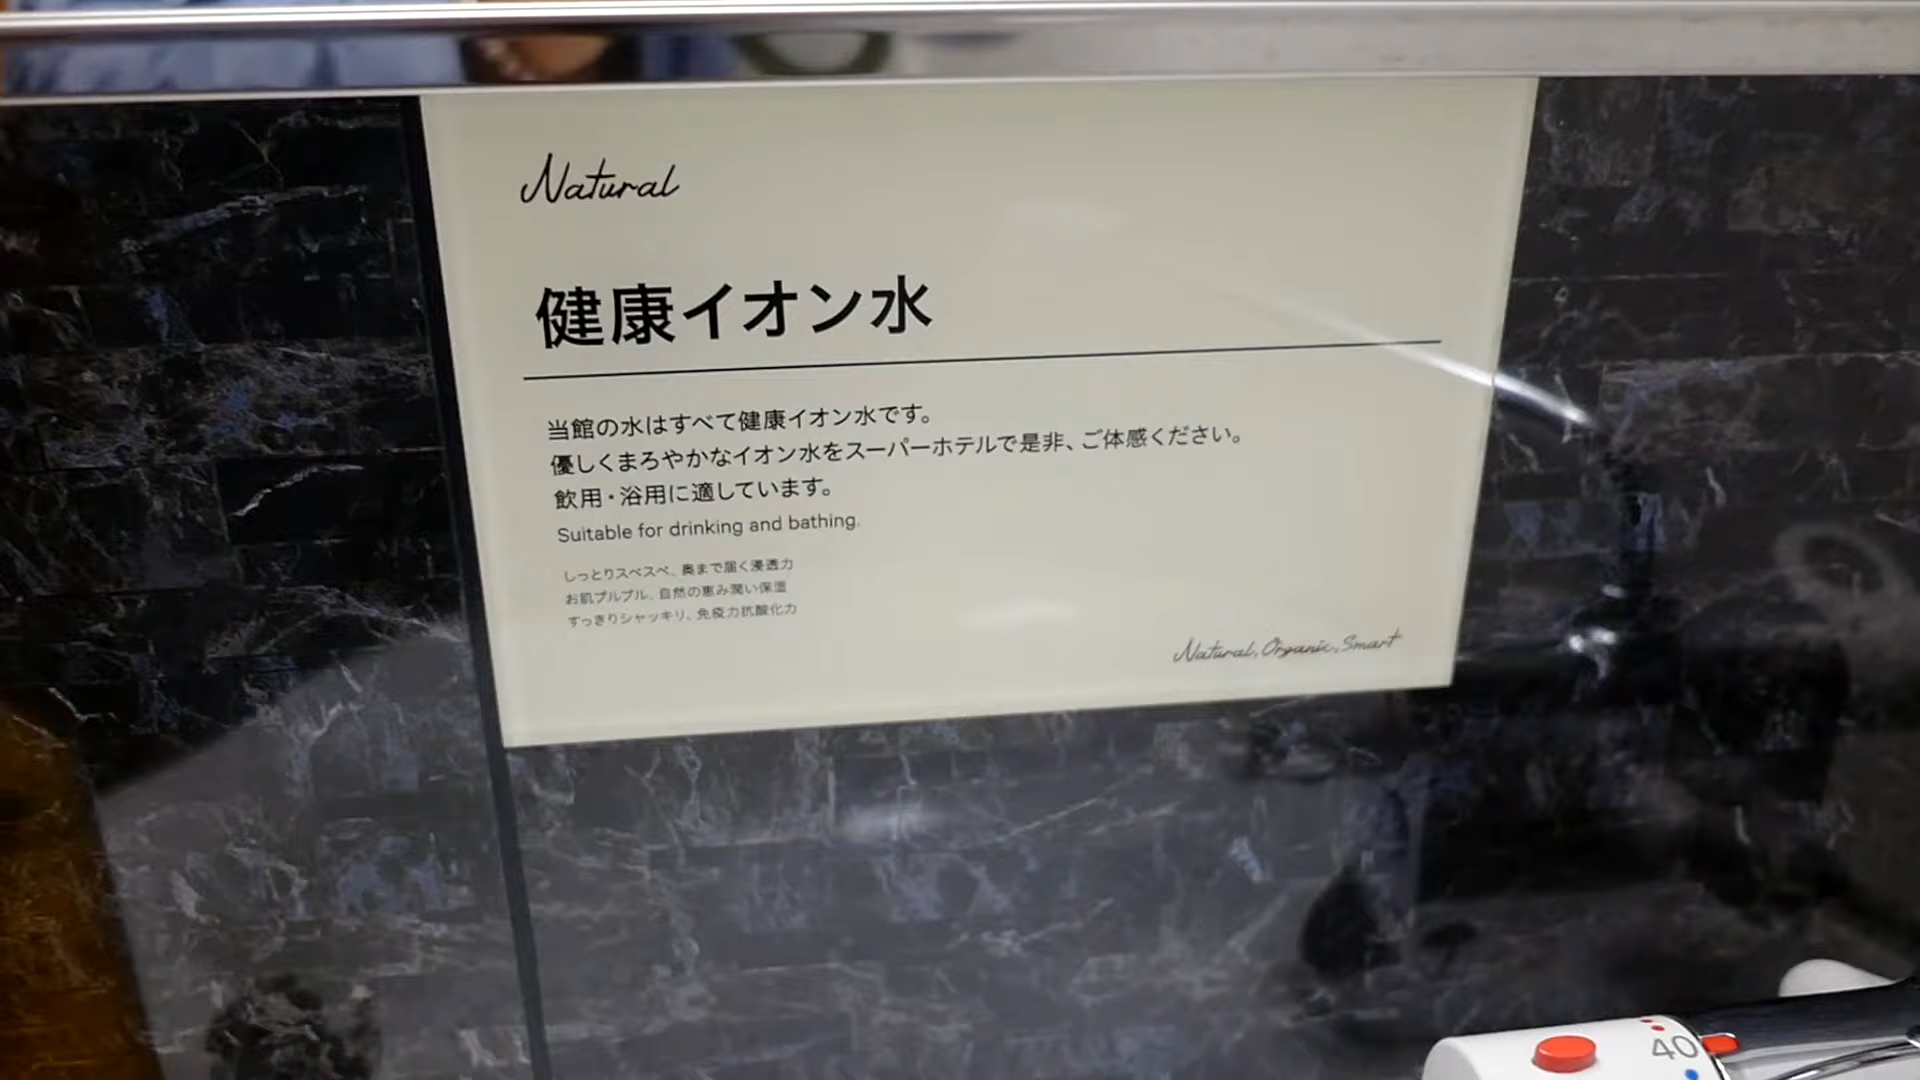 Natural
健康イオン水
当館の水はすべて健康イオン水です。
優しくまろやかなイオン水をスーパーホテルで是非、ご体感ください。
飲用・浴用に適しています。
Suitable for drinking and bathing.
しっとりスベスベ、奥まで届く浸透力
お肌プルプル、自然の恵み潤い保湿
すっきりシャッキリ、免疫力抗酸化力
Natural, Organic, Smart
40